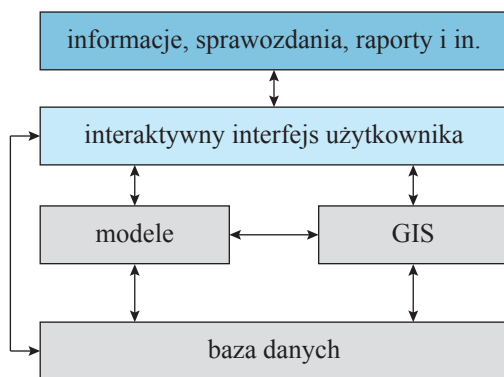 informacje, sprawozdania, raporty i in.
interaktywny interfejs użytkownika
modele
GIS
baza danych